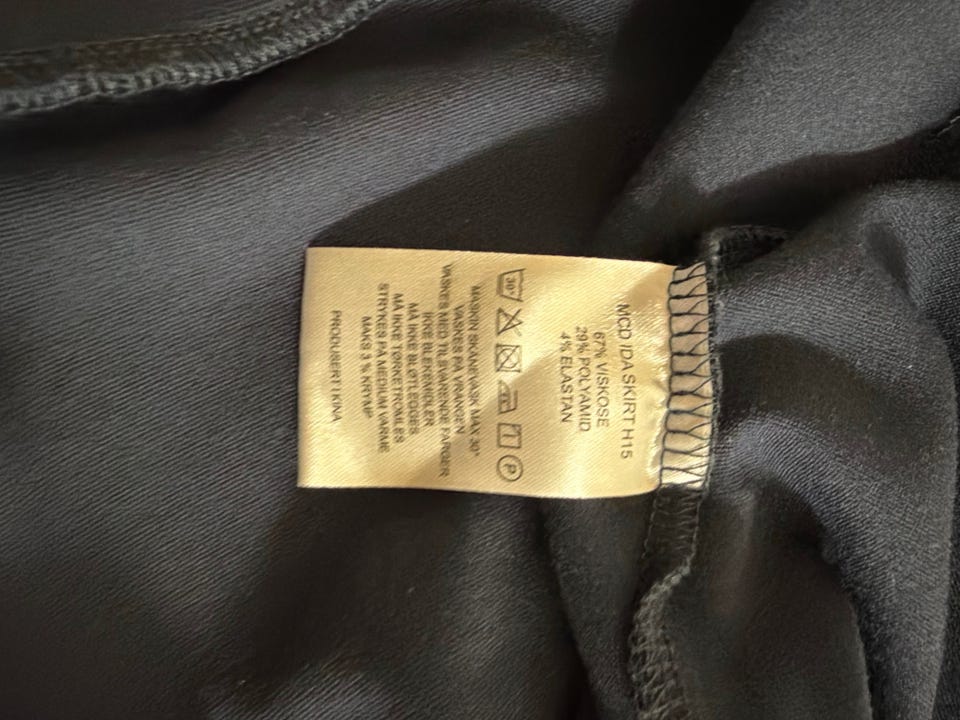 MCD IDA SKIRT H15
67% VISKOSE
29% POLYAMID
4% ELASTAN
30°
P
MASKIN SKÅNEVASK MAX 30°
VASKES PÅ VRANGEN
VASKES MED TILSVARENDE FARGER
IKKE BLEKEMIDLER
MÅ IKKE BLØTLEGGES
MÅ IKKE TØRKETROMLES
STRYKES PÅ MEDIUM VARME
MAKS 3 % KRYMP
PRODUSERT I KINA